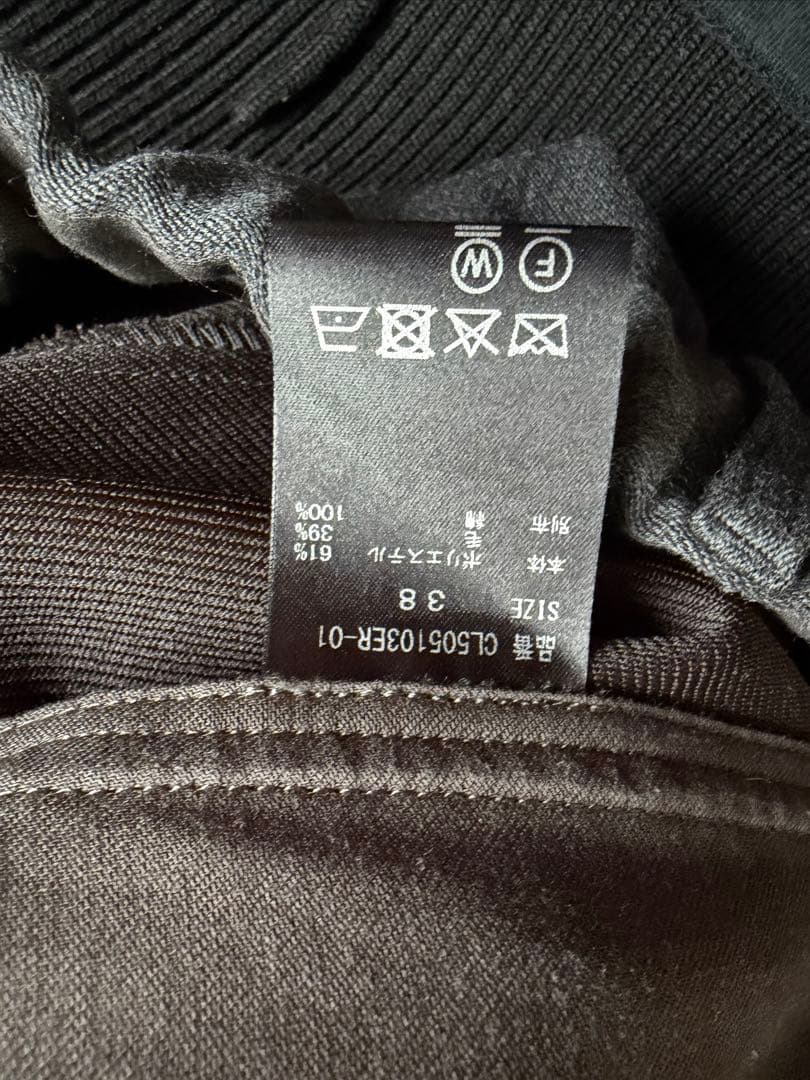 品番 CL505103ER-01
SIZE 38
本体 ポリエステル 61%
毛 39%
別布 綿 100%
F W